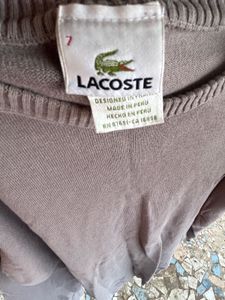 7
LACOSTE
DESIGNED IN FRANCE
MADE IN PERU
HECHO EN PERU